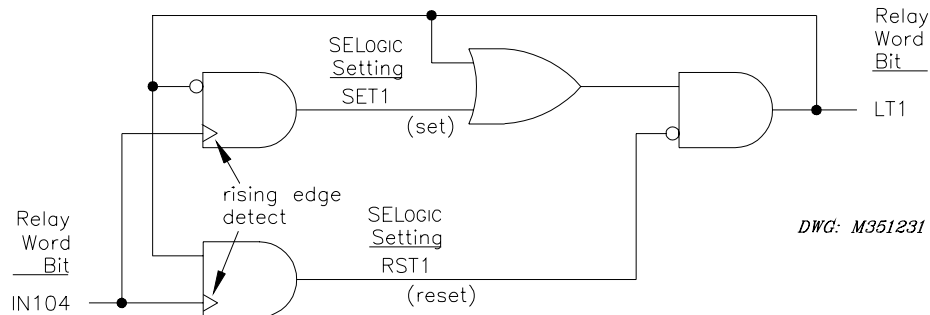 Relay
Word
Bit
SELOGIC
Setting
SET1
(set)
LT1
rising edge
detect
Relay
Word
Bit
IN104
SELOGIC
Setting
RST1
(reset)
DWG: M351231